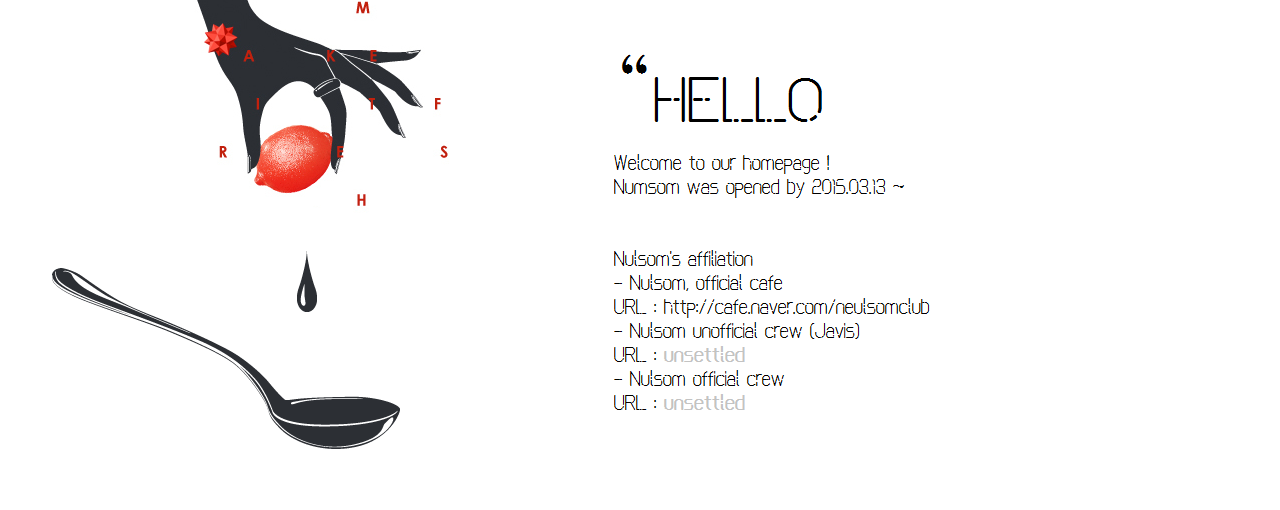 M
A K E
I T F
R E S
H
“HELLO
Welcome to our homepage !
Numsom was opened by 2015.03.13 ~
Nulsom's affiliation
- Nulsom, official cafe
URL : http://cafe.naver.com/neulsomclub
- Nulsom unofficial crew (Javis)
URL : unsettled
- Nulsom official crew
URL : unsettled